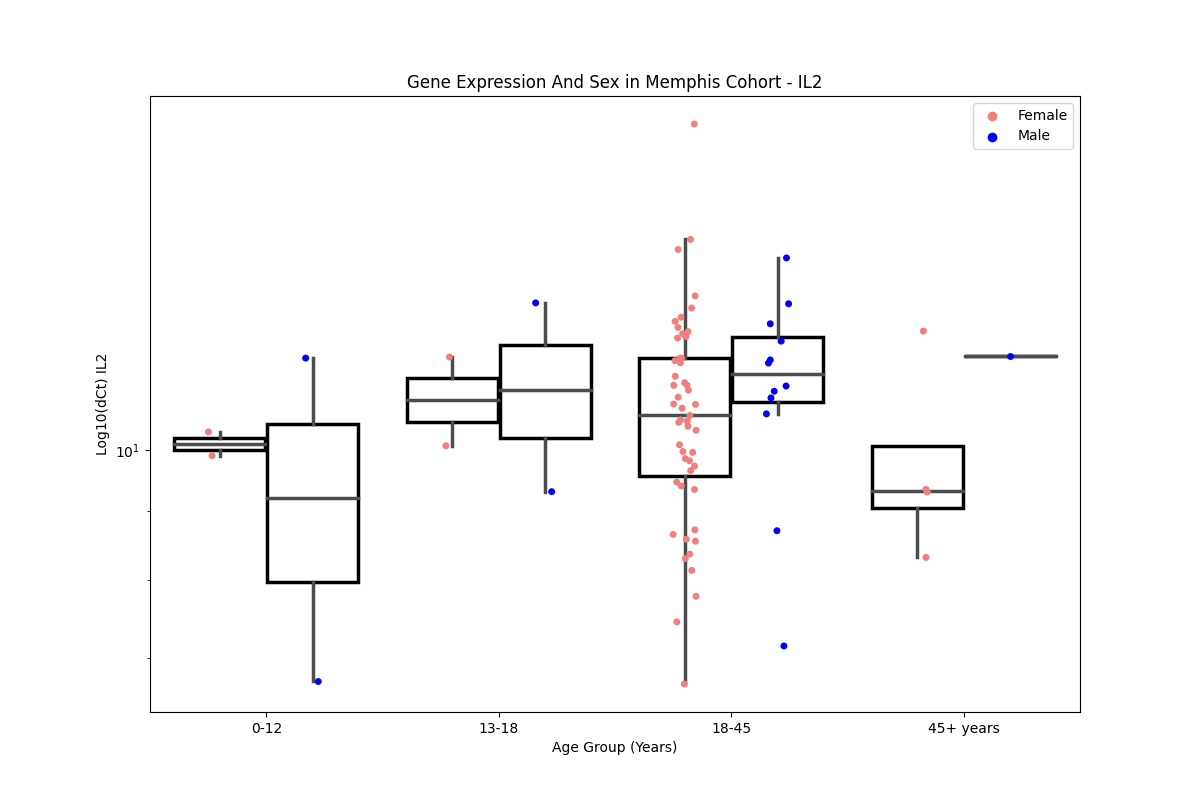 Gene Expression And Sex in Memphis Cohort - IL2
Female
Male
Log10(dCt) IL2
10¹
0-12
13-18
18-45
45+ years
Age Group (Years)